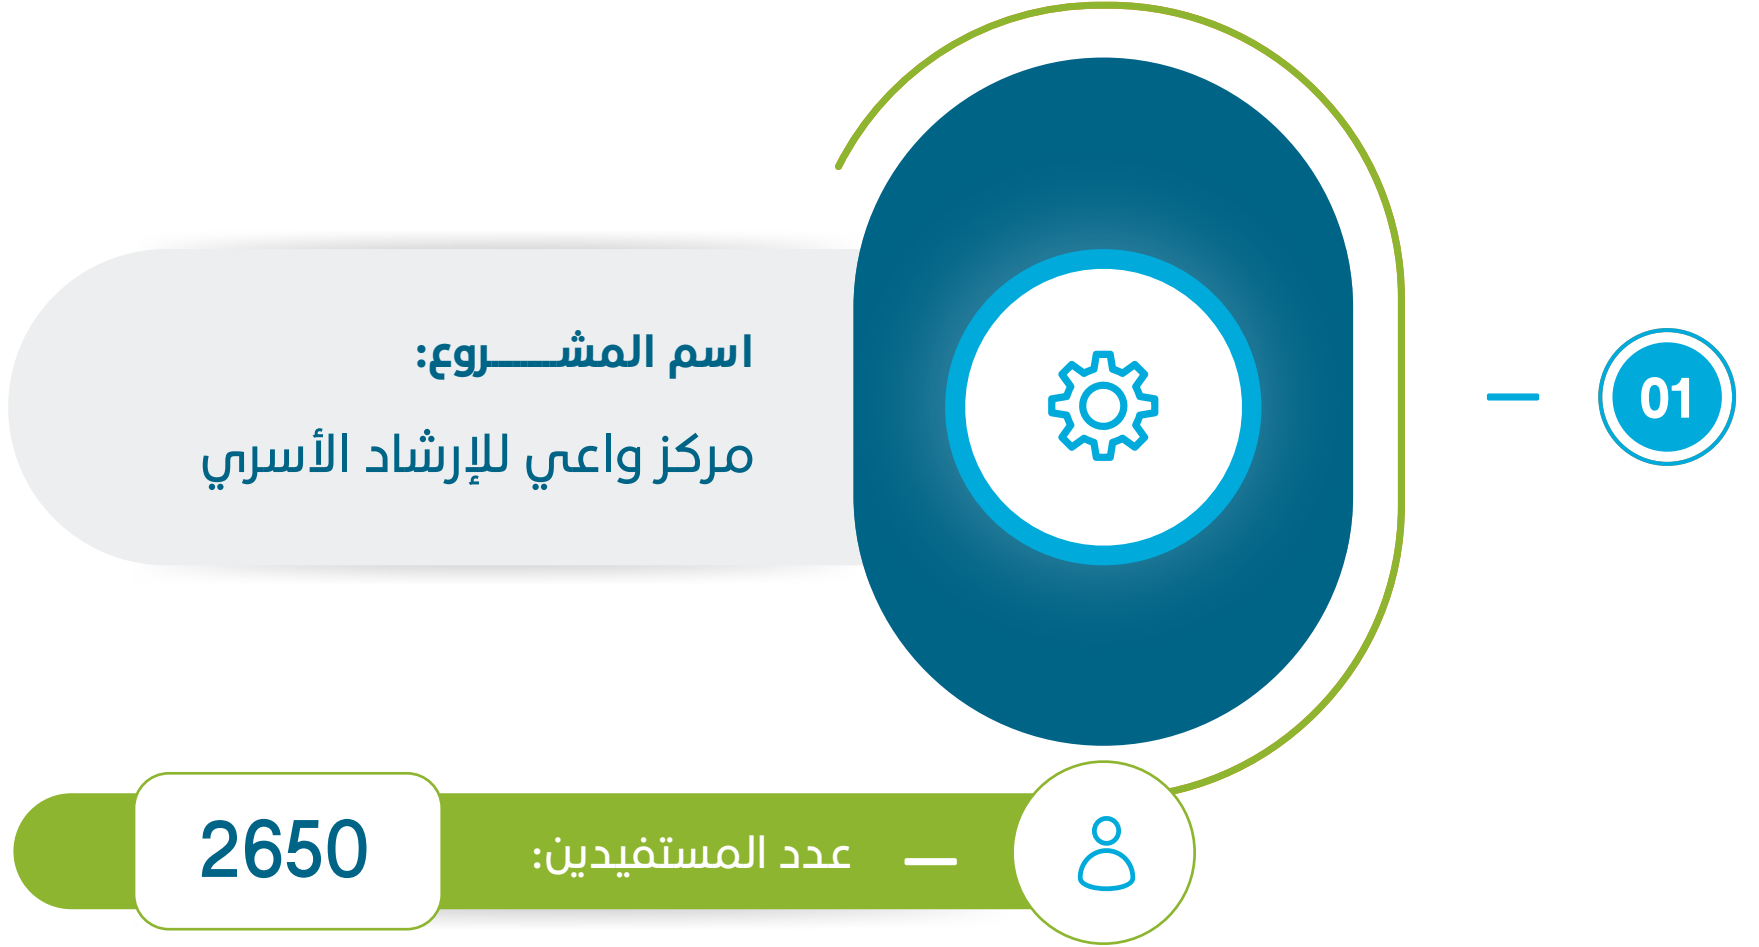 01
اسم المشـــــروع:
مركز واعي للإرشاد الأسري
عدد المستفيدين:
2650